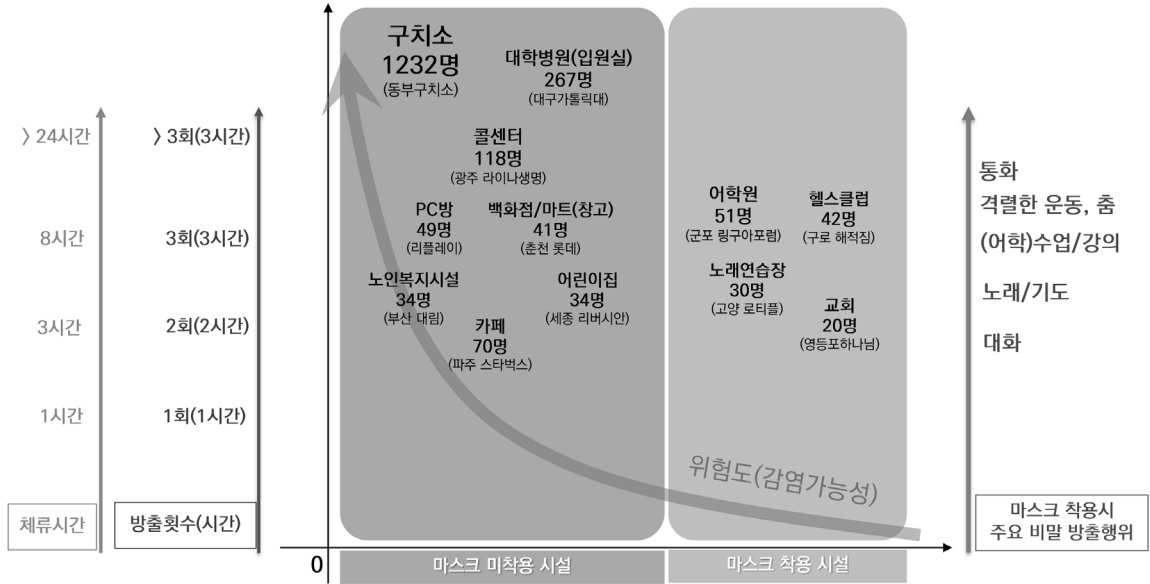 구치소
1232명
(동부구치소)
대학병원(입원실)
267명
(대구가톨릭대)
콜센터
118명
(광주 라이나생명)
PC방
49명
(리플레이)
백화점/마트(창고)
41명
(춘천 롯데)
노인복지시설
34명
(부산 대림)
어린이집
34명
(세종 리버시안)
카페
70명
(파주 스타벅스)
어학원
51명
(군포 링구아포럼)
헬스클럽
42명
(구로 해적짐)
노래연습장
30명
(고양 로티플)
교회
20명
(영등포하나님)
위험도(감염가능성)
> 24시간
8시간
3시간
1시간
체류시간
> 3회(3시간)
3회(3시간)
2회(2시간)
1회(1시간)
방출횟수(시간)
통화
격렬한 운동, 춤
(어학)수업/강의
노래/기도
대화
마스크 착용시
주요 비말 방출행위
0
마스크 미착용 시설
마스크 착용 시설